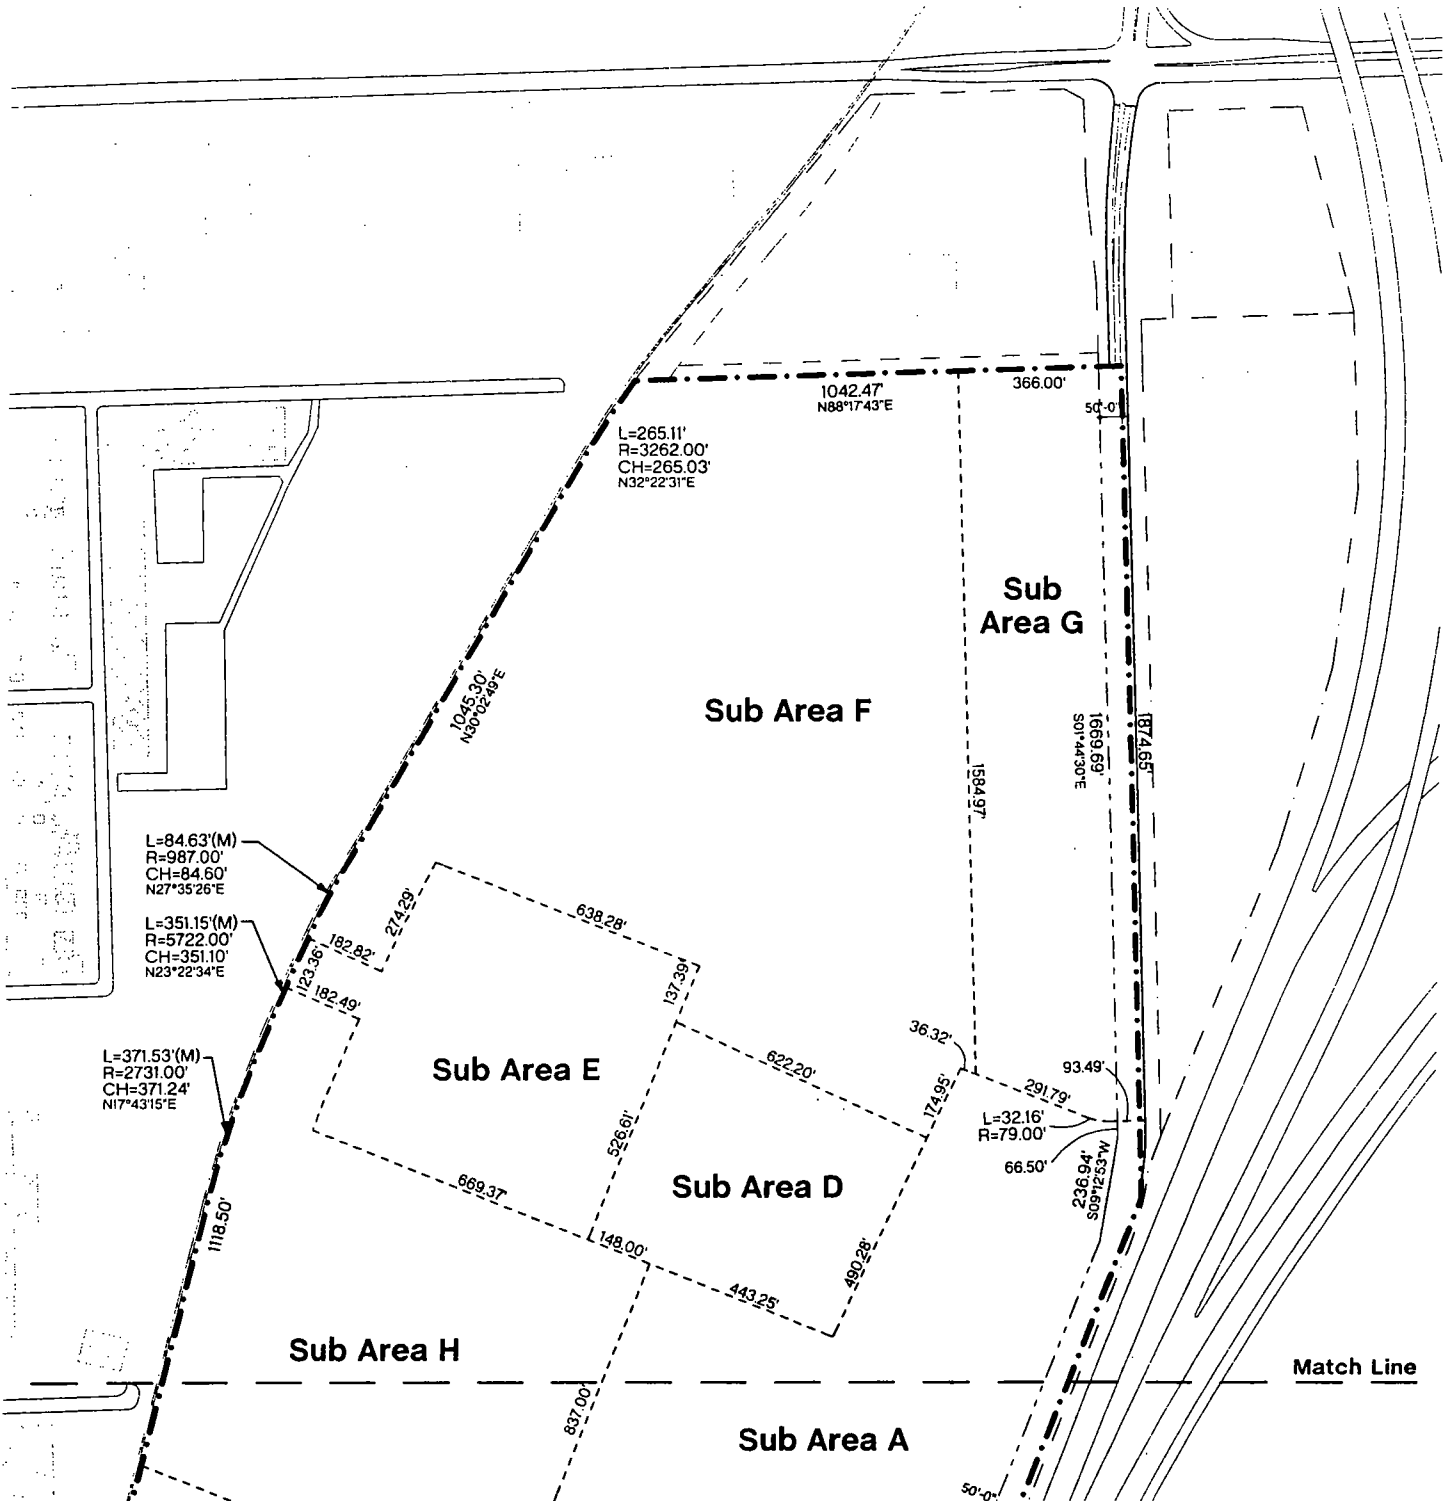 1042.47'
N88°17'43"E
366.00'
50'-0"
L=265.11'
R=3262.00'
CH=265.03'
N32°22'31"E
Sub
Area G
1045.30'
N30°02'49"E
Sub Area F
1669.69'
S01°44'30"E
1874.65'
1584.97'
L=84.63'(M)
R=987.00'
CH=84.60'
N27°35'26"E
274.29'
638.28'
L=351.15'(M)
R=5722.00'
CH=351.10'
N23°22'34"E
182.82'
123.36'
182.49'
137.39'
36.32'
L=371.53'(M)
R=2731.00'
CH=371.24'
N17°43'15"E
Sub Area E
622.20'
174.95'
93.49'
291.79'
L=32.16'
R=79.00'
66.50'
526.61'
236.94'
S09°12'53"W
669.37'
Sub Area D
1118.50'
148.00'
490.28'
443.25'
Sub Area H
Match Line
837.00'
Sub Area A
50'-0"